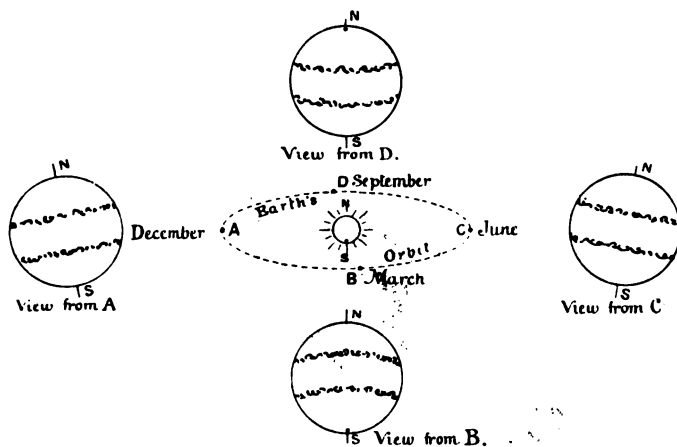 N
S
View from D.
N
S
View from A
December
A
D September
Earth's
N
S
Orbit
B
March
C
June
N
S
View from C
N
S
View from B.